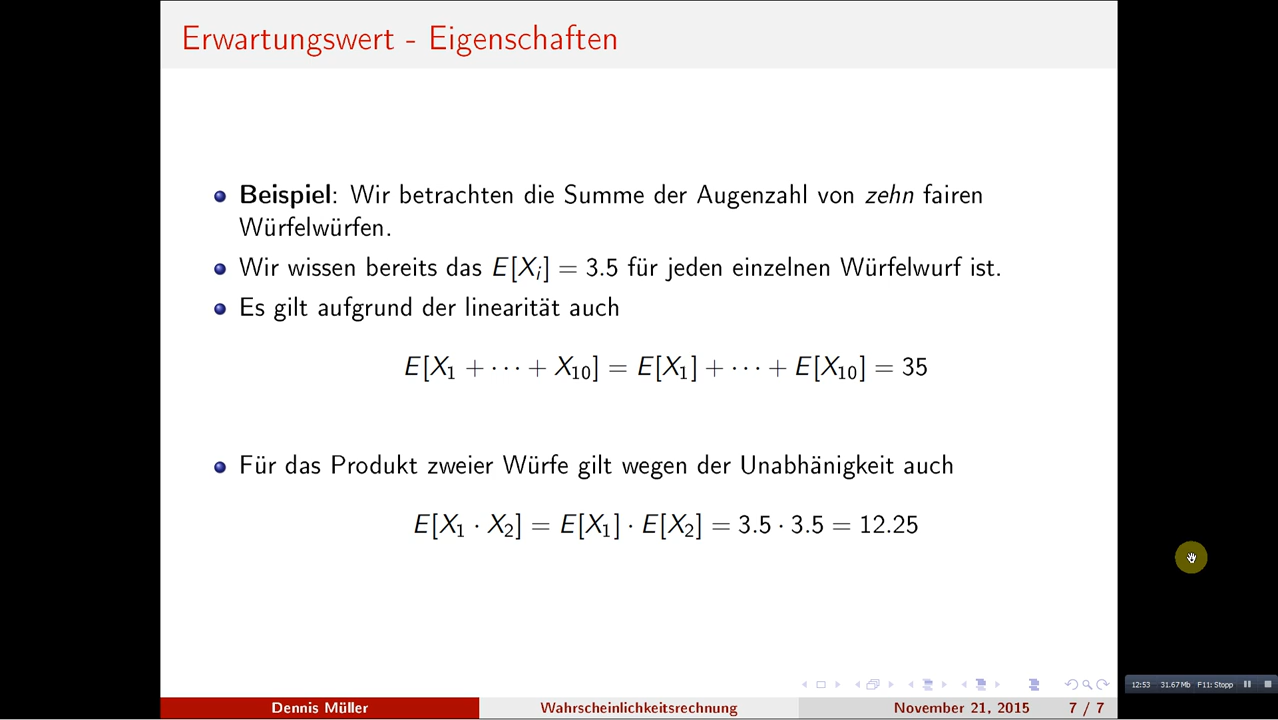 Erwartungswert - Eigenschaften
Beispiel: Wir betrachten die Summe der Augenzahl von zehn fairen
Würfelwürfen.
Wir wissen bereits das E[Xᵢ] = 3.5 für jeden einzelnen Würfelwurf ist.
Es gilt aufgrund der linearität auch
E[X₁ + ⋯ + X₁₀] = E[X₁] + ⋯ + E[X₁₀] = 35
Für das Produkt zweier Würfe gilt wegen der Unabhänigkeit auch
E[X₁ · X₂] = E[X₁] · E[X₂] = 3.5 · 3.5 = 12.25
12:53 31.67Mb F11: Stopp
Dennis Müller Wahrscheinlichkeitsrechnung November 21, 2015 7 / 7